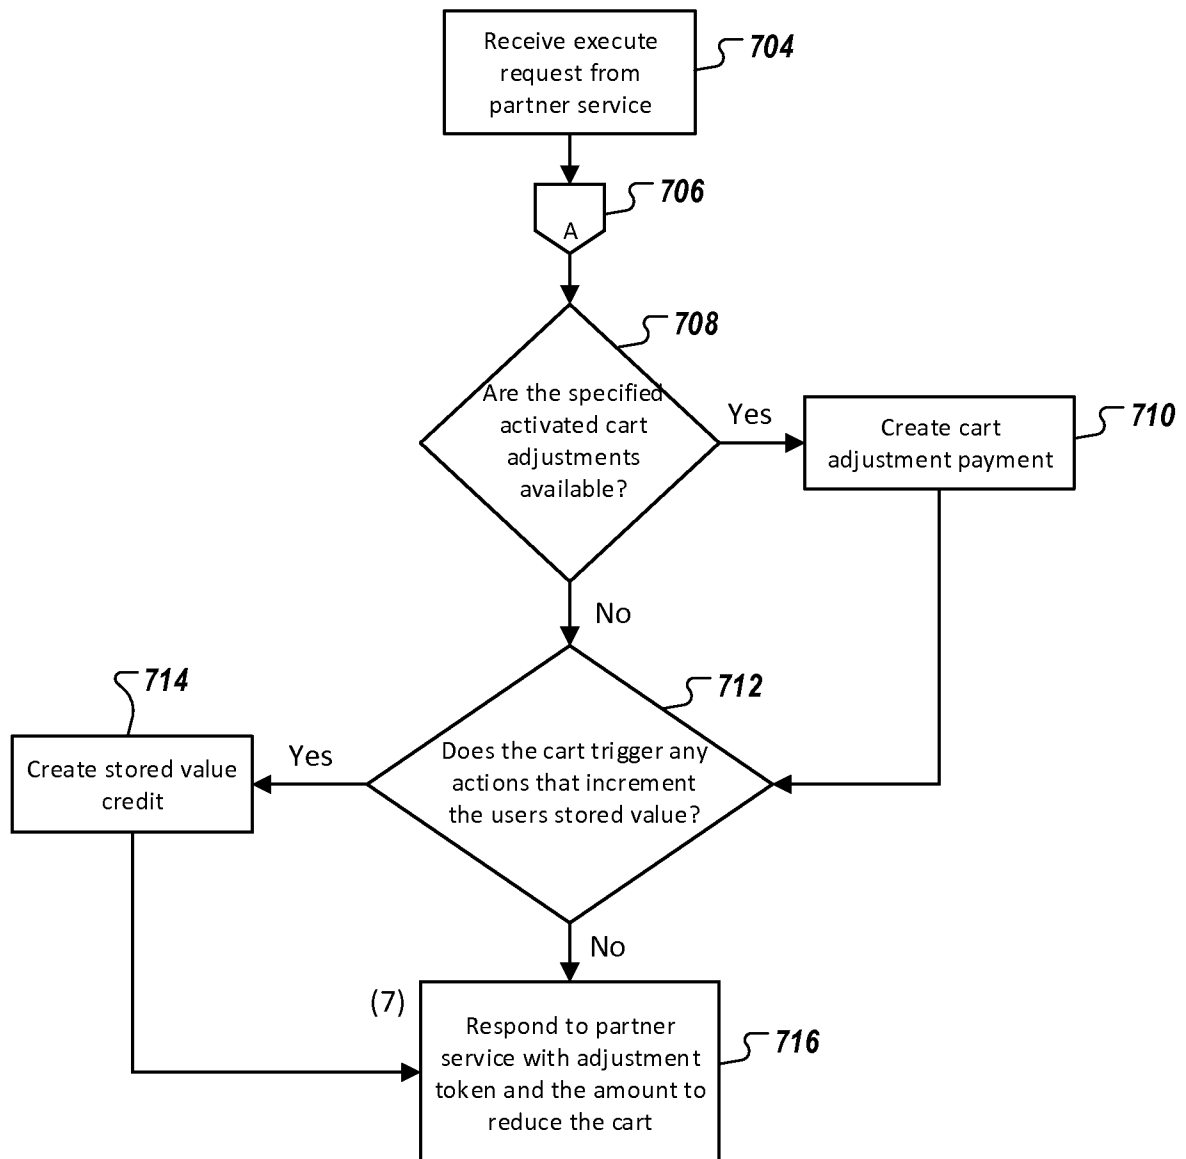 Receive execute
request from
partner service
704
706
A
708
Are the specified
activated cart
adjustments
available?
Yes
Create cart
adjustment payment
710
No
712
714
Does the cart trigger any
actions that increment
the users stored value?
Yes
Create stored value
credit
No
(7)
Respond to partner
service with adjustment
token and the amount to
reduce the cart
716